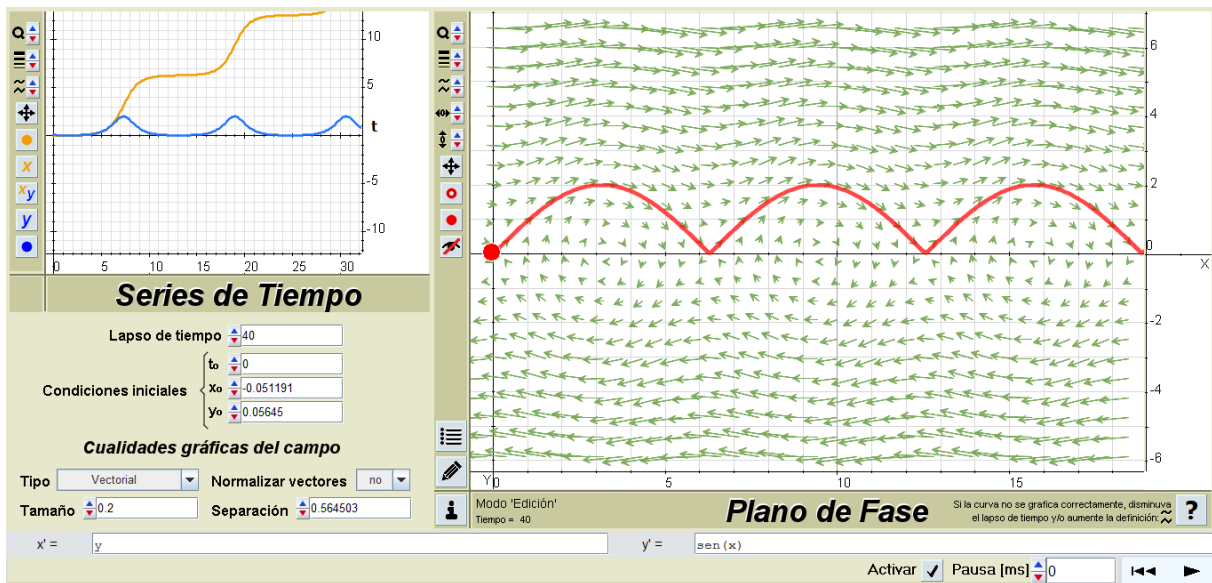 10
5
t
-5
-10
0 5 10 15 20 25 30
x
xy
y
Series de Tiempo
Lapso de tiempo 40
to 0
Condiciones iniciales xo -0.051191
yo 0.05645
Cualidades gráficas del campo
Tipo Vectorial Normalizar vectores no
Tamaño 0.2 Separación 0.564503
6
4
2
0
X
-2
-4
-6
Y 0 5 10 15
Modo 'Edición'
Tiempo = 40
Plano de Fase
Si la curva no se grafica correctamente, disminuya
el lapso de tiempo y/o aumente la definición:
?
x' = y y' = sen(x)
Activar Pausa [ms] 0